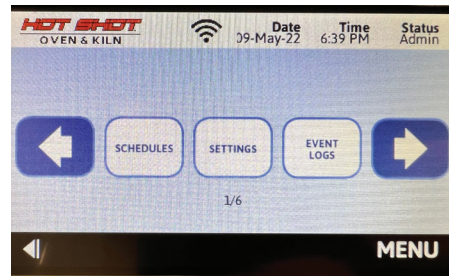 HOT SHOT
OVEN & KILN
Date
09-May-22
Time
6:39 PM
Status
Admin
SCHEDULES
SETTINGS
EVENT
LOGS
1/6
MENU